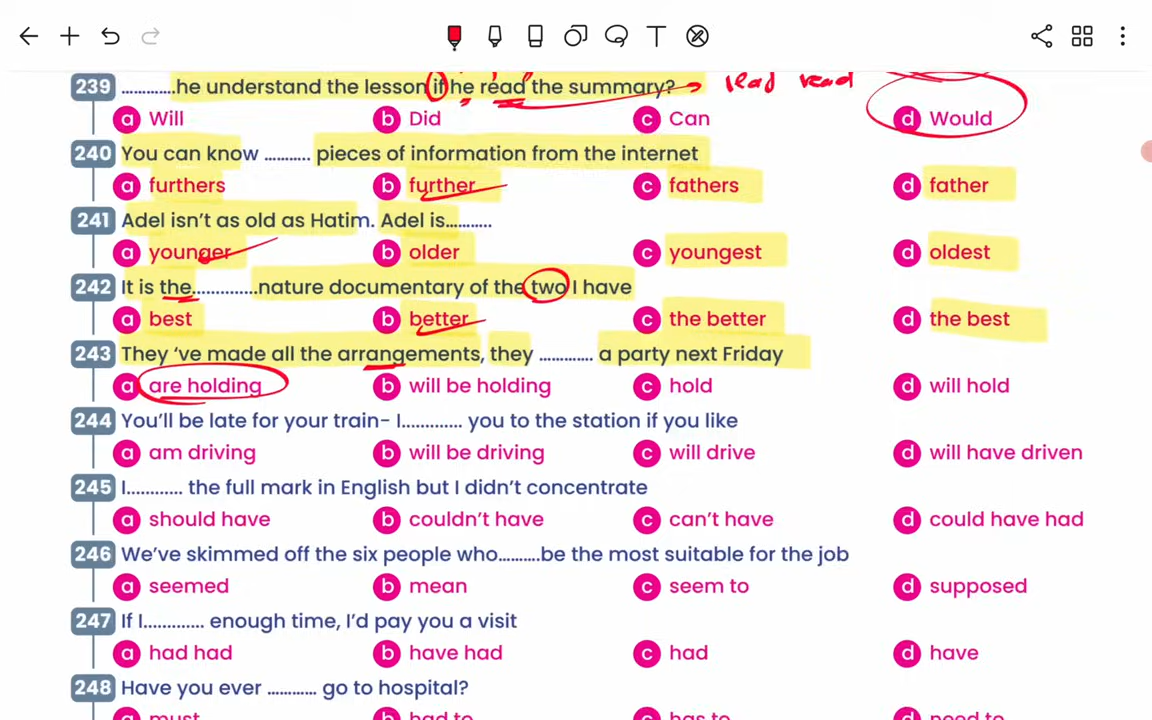 239 ............he understand the lesson if he read the summary? → read read
a Will b Did c Can d Would
240 You can know ........... pieces of information from the internet
a furthers b further c fathers d father
241 Adel isn't as old as Hatim. Adel is...........
a younger b older c youngest d oldest
242 It is the................nature documentary of the two I have
a best b better c the better d the best
243 They 've made all the arrangements, they ............. a party next Friday
a are holding b will be holding c hold d will hold
244 You'll be late for your train- I............. you to the station if you like
a am driving b will be driving c will drive d will have driven
245 I............ the full mark in English but I didn't concentrate
a should have b couldn't have c can't have d could have had
246 We've skimmed off the six people who..........be the most suitable for the job
a seemed b mean c seem to d supposed
247 If I............. enough time, I'd pay you a visit
a had had b have had c had d have
248 Have you ever ............ go to hospital?
a must b had to c has to d need to